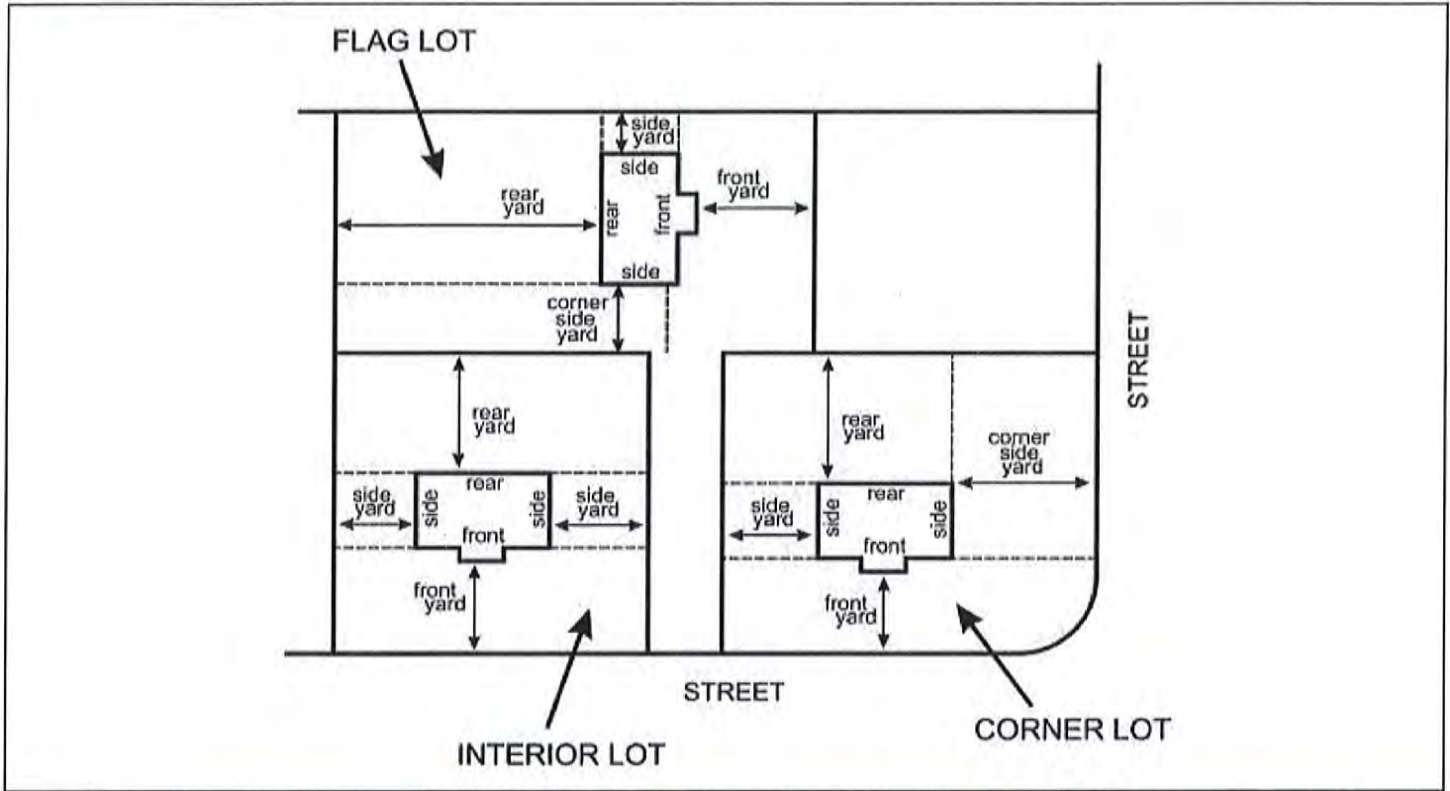 FLAG LOT
side
yard
side
rear
yard
rear
front
front
yard
side
corner
side
yard
STREET
rear
yard
side
yard
side
rear
side
side
yard
front
front
yard
rear
yard
corner
side
yard
side
yard
side
rear
side
front
front
yard
STREET
INTERIOR LOT
CORNER LOT